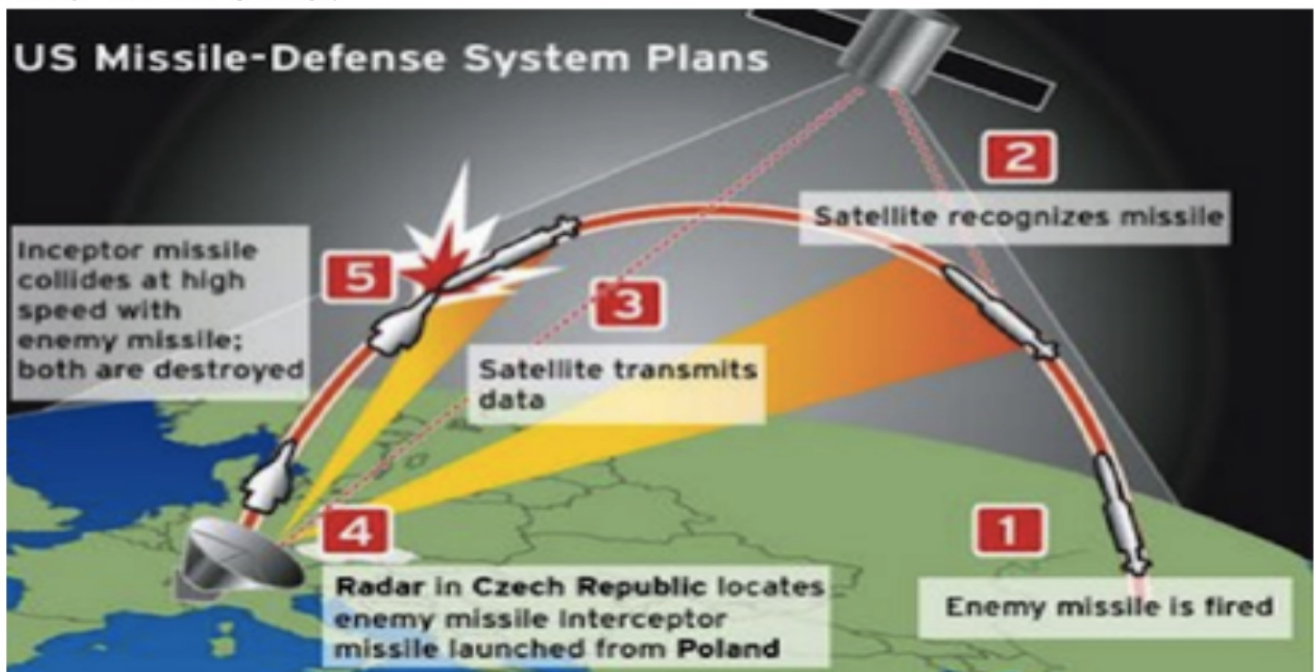 US Missile-Defense System Plans
1
Enemy missile is fired
2
Satellite recognizes missile
3
Satellite transmits
data
4
Radar in Czech Republic locates
enemy missile Interceptor
missile launched from Poland
5
Inceptor missile
collides at high
speed with
enemy missile;
both are destroyed